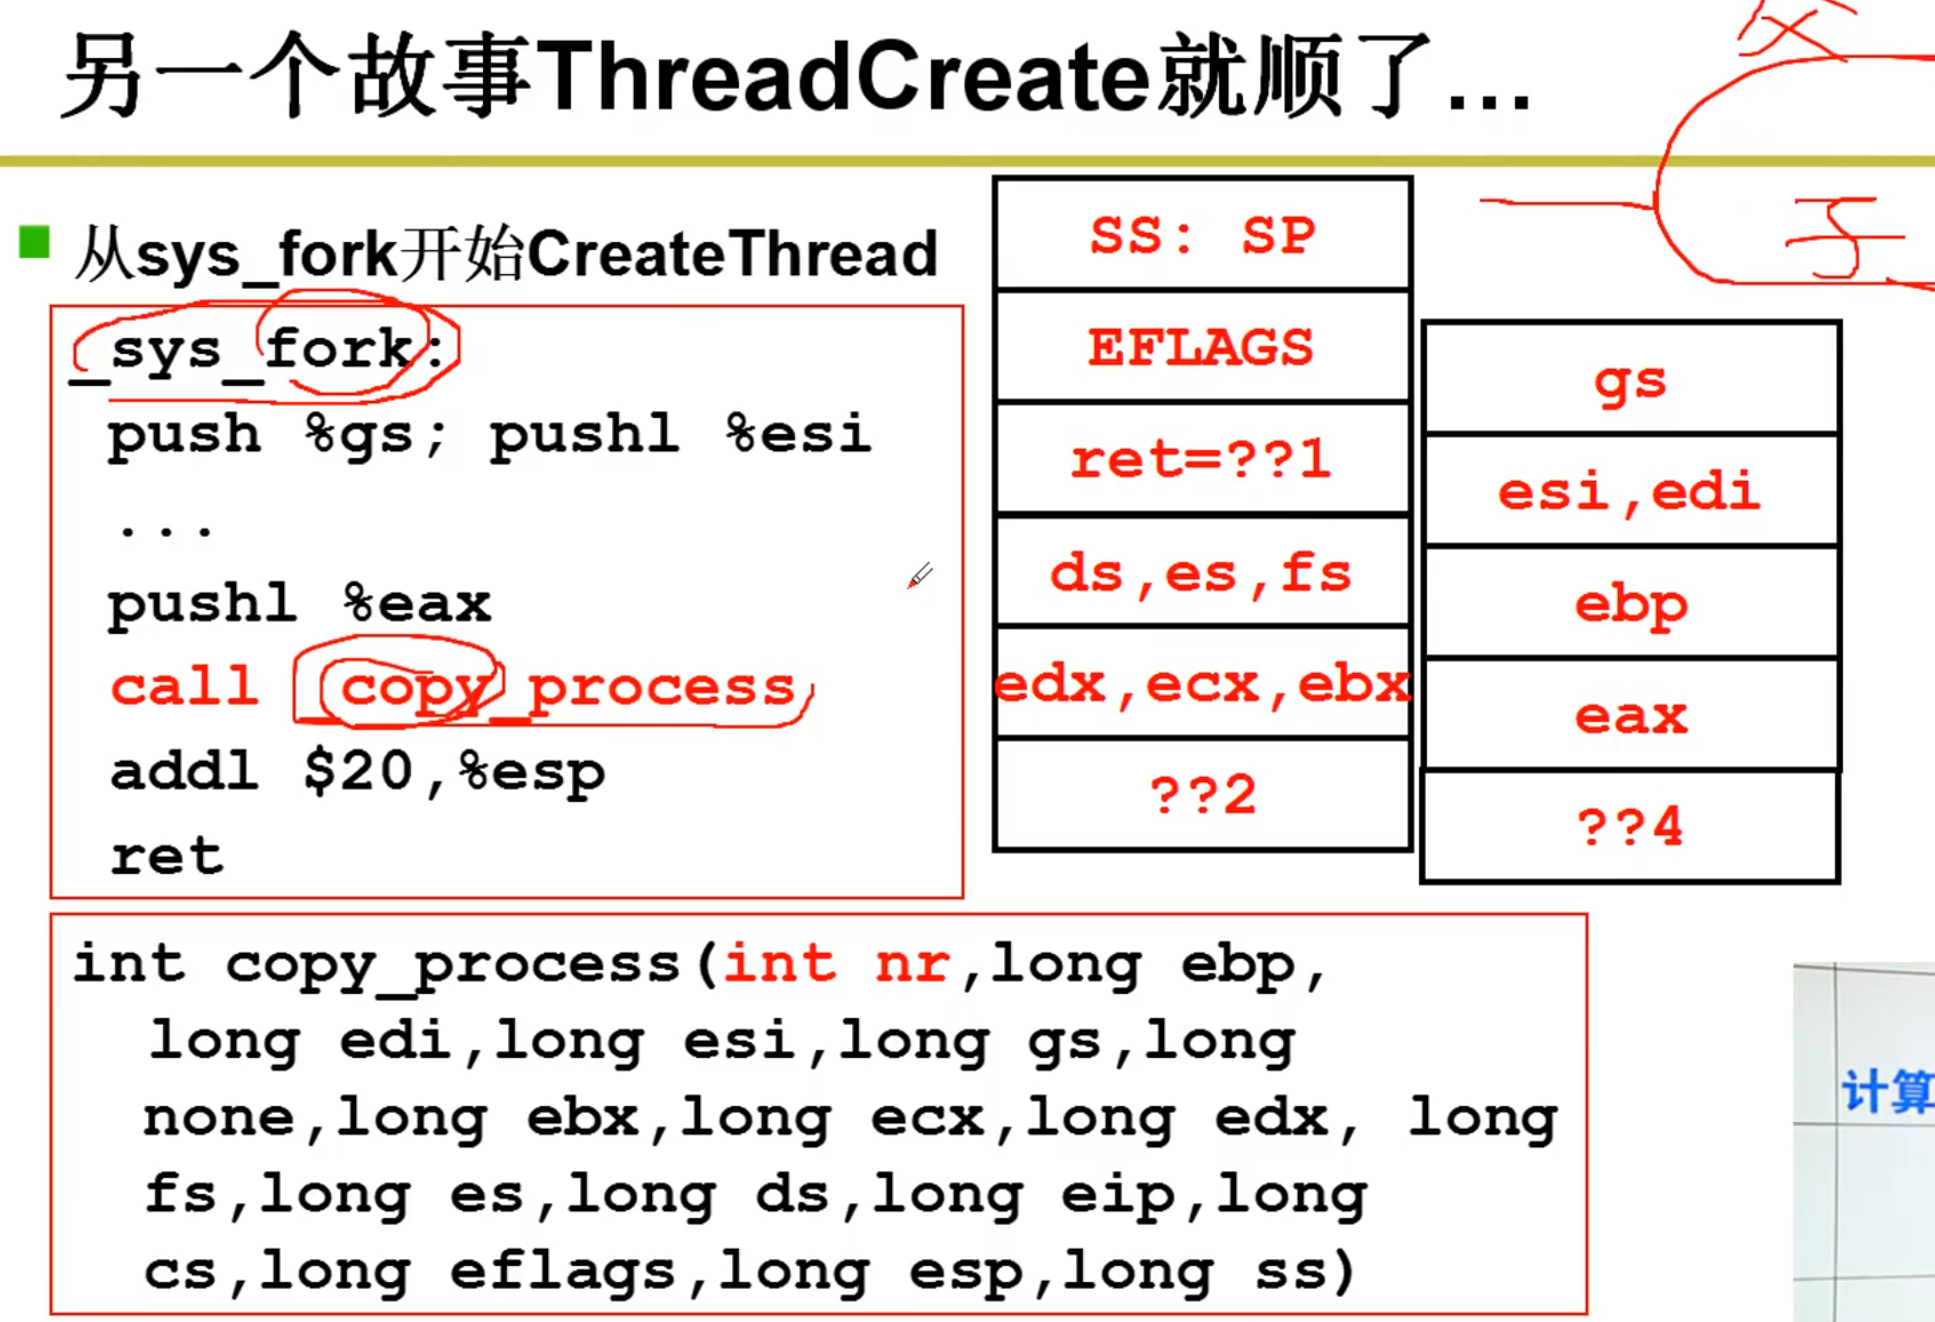 另一个故事ThreadCreate就顺了...
从sys_fork开始CreateThread
_sys_fork:
push %gs; pushl %esi
...
pushl %eax
call _copy_process
addl $20,%esp
ret
SS: SP
EFLAGS
ret=??1
ds,es,fs
edx,ecx,ebx
??2
gs
esi,edi
ebp
eax
??4
父
子
int copy_process(int nr,long ebp,
long edi,long esi,long gs,long
none,long ebx,long ecx,long edx, long
fs,long es,long ds,long eip,long
cs,long eflags,long esp,long ss)
计算